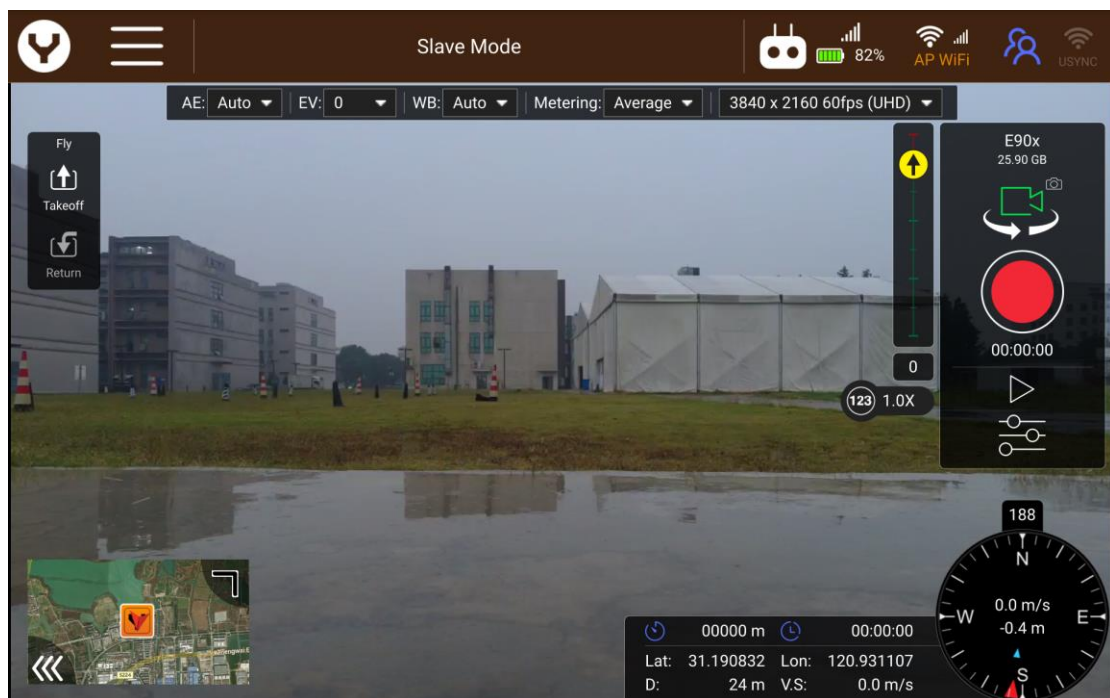 Slave Mode
82%
AP WiFi
USYNC
AE: Auto
EV: 0
WB: Auto
Metering: Average
3840 x 2160 60fps (UHD)
Fly
Takeoff
Return
E90x
25.90 GB
00:00:00
0
123 1.0X
188
N
W
E
S
0.0 m/s
-0.4 m
00000 m
00:00:00
Lat: 31.190832 Lon: 120.931107
D: 24 m V.S: 0.0 m/s